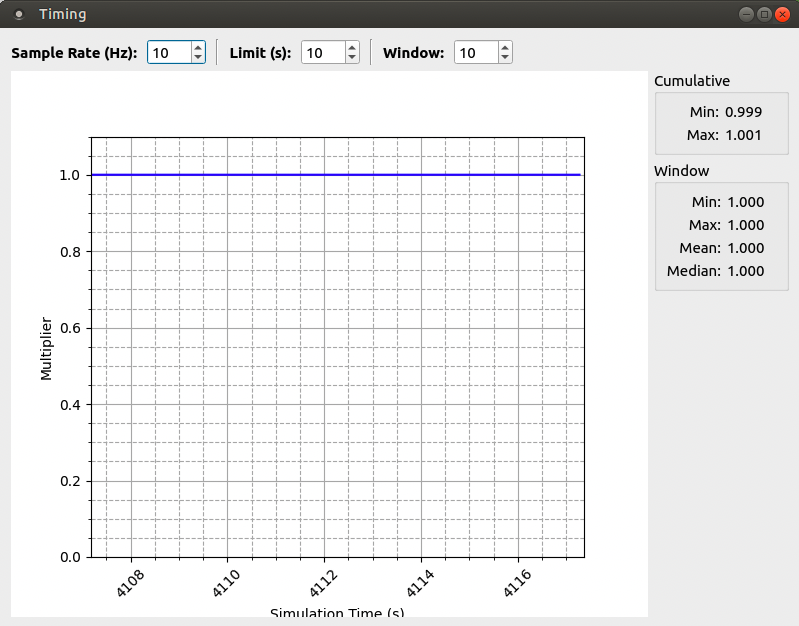 Timing
Sample Rate (Hz): 10 Limit (s): 10 Window: 10
Cumulative
Min: 0.999
Max: 1.001
Window
Min: 1.000
Max: 1.000
Mean: 1.000
Median: 1.000
Multiplier
1.0
0.8
0.6
0.4
0.2
0.0
4108 4110 4112 4114 4116
Simulation Time (s)